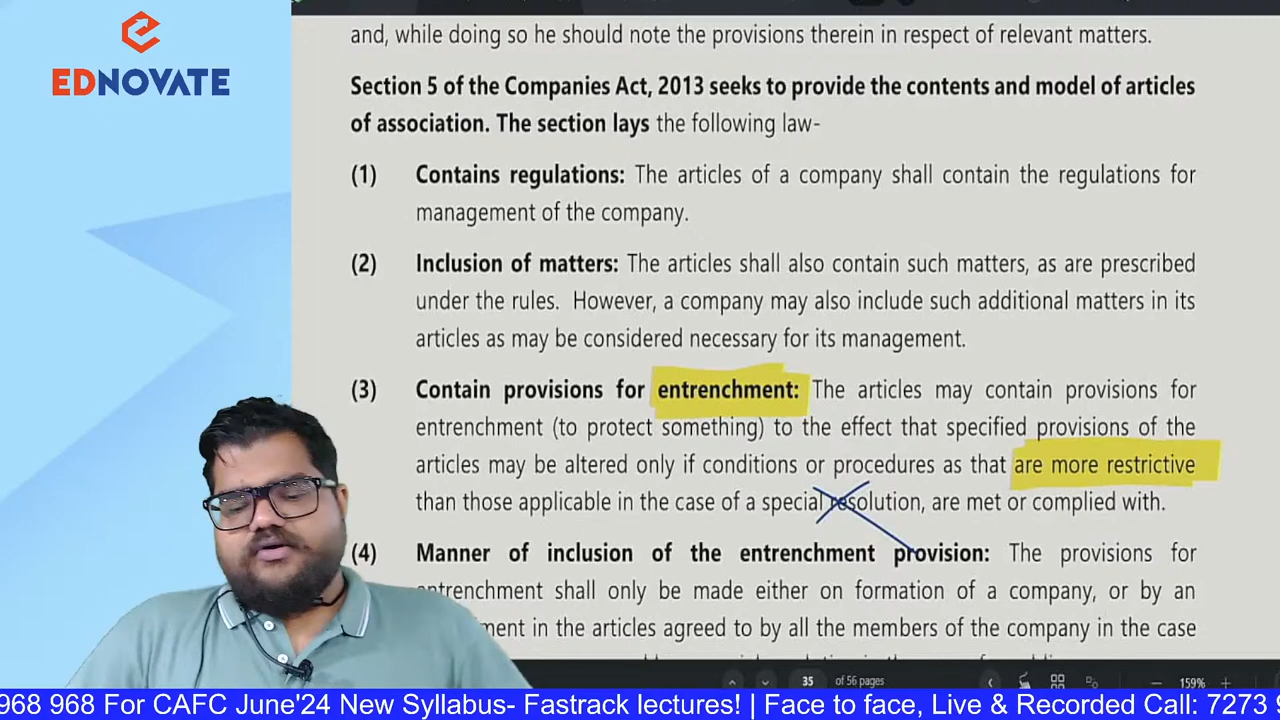 EDNOVATE
and, while doing so he should note the provisions therein in respect of relevant matters.
Section 5 of the Companies Act, 2013 seeks to provide the contents and model of articles
of association. The section lays the following law-
(1) Contains regulations: The articles of a company shall contain the regulations for
management of the company.
(2) Inclusion of matters: The articles shall also contain such matters, as are prescribed
under the rules. However, a company may also include such additional matters in its
articles as may be considered necessary for its management.
(3) Contain provisions for entrenchment: The articles may contain provisions for
entrenchment (to protect something) to the effect that specified provisions of the
articles may be altered only if conditions or procedures as that are more restrictive
than those applicable in the case of a special resolution, are met or complied with.
(4) Manner of inclusion of the entrenchment provision: The provisions for
entrenchment shall only be made either on formation of a company, or by an
in the articles agreed to by all the members of the company in the case
35 of 56 pages
159%
968 968 For CAFC June'24 New Syllabus- Fastrack lectures! | Face to face, Live & Recorded Call: 7273